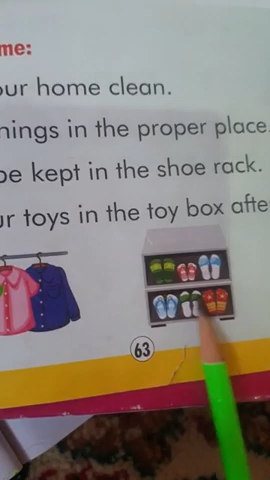 me:
our home clean.
hings in the proper place.
be kept in the shoe rack.
ur toys in the toy box afte
63